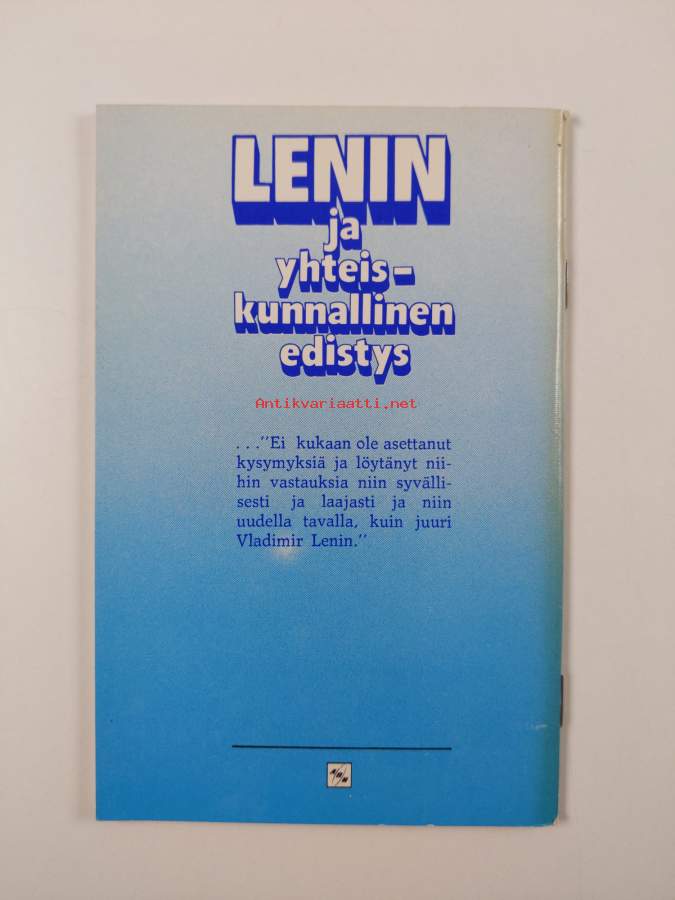 LENIN
ja
yhteis-
kunnallinen
edistys
Antikvariaatti.net
..."Ei kukaan ole asettanut
kysymyksiä ja löytänyt nii-
hin vastauksia niin syvälli-
sesti ja laajasti ja niin
uudella tavalla, kuin juuri
Vladimir Lenin."